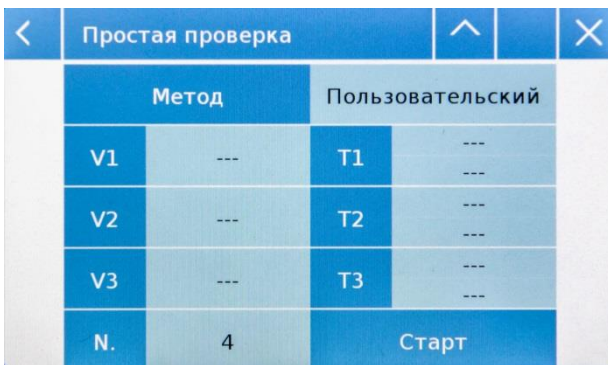 Простая проверка
Метод Пользовательский
V1 --- T1 ---
---
V2 --- T2 ---
---
V3 --- T3 ---
---
N. 4 Старт